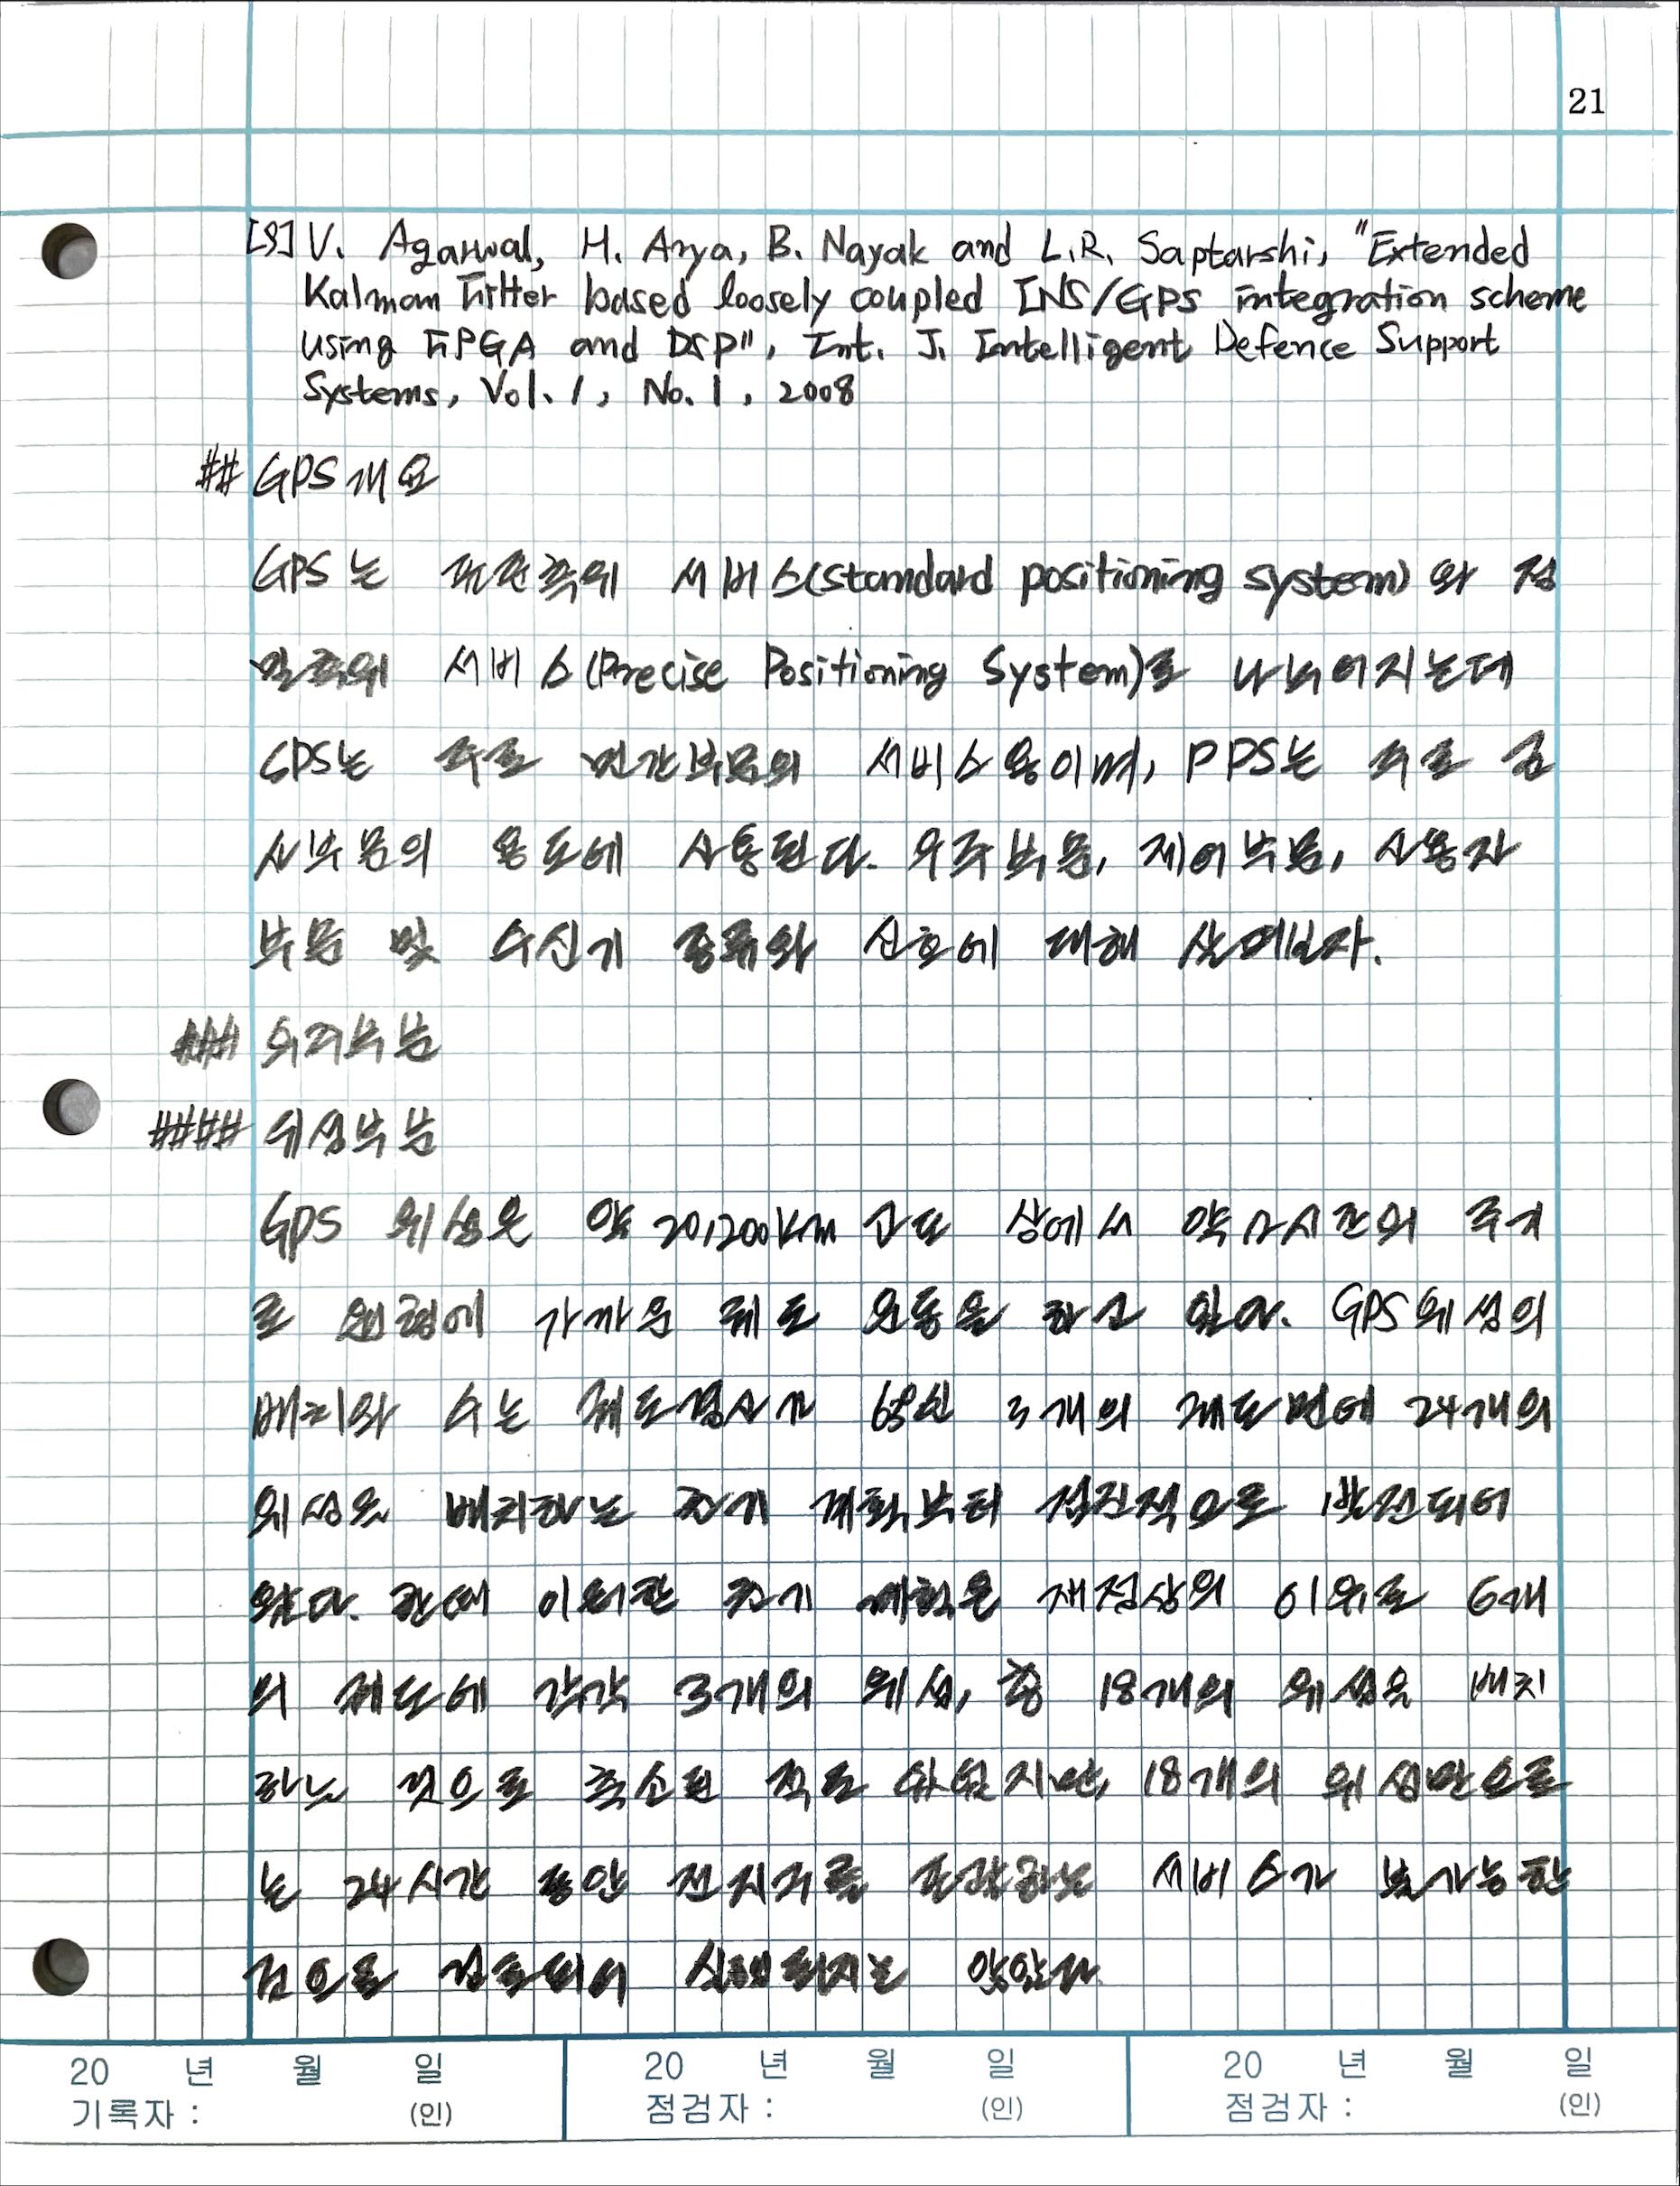 21
[9] V. Agarwal, H. Arya, B. Nayak and L.R. Saptarshi, "Extended
Kalman Filter based loosely coupled INS/GPS integration scheme
using FPGA and DSP", Int. J. Intelligent Defence Support
Systems, Vol. 1, No. 1, 2008
## GPS 개요
GPS는 표준측위 서비스(standard positioning system)와 정
밀측위 서비스(Precise Positioning System)로 나뉘어지는데
SPS는 주로 민간부문의 서비스용이며, PPS는 주로 군
사부문의 용도에 사용된다. 우주부문, 제어부문, 사용자
부문 및 수신기 종류와 신호에 대해 살펴보자.
### 우주부분
#### 위성부분
GPS 위성은 약 20,200km 고도 상에서 약 12시간의 주기
로 원형에 가까운 궤도 운동을 하고 있다. GPS위성의
배치와 수는 궤도경사가 63°인 3개의 궤도면에 24개의
위성을 배치하는 초기 계획부터 점진적으로 발전되어
왔다. 한때 이러한 초기 계획은 재정상의 이유로 6개
의 궤도에 각각 3개의 위성, 총 18개의 위성을 배치
하는 것으로 축소된 적도 있었지만, 18개의 위성만으로
는 24시간 동안 전지구를 포괄하는 서비스가 불가능한
것으로 검토되어 실행되지는 않았다.
20 년 월 일 20 년 월 일 20 년 월 일
기록자 : (인) 점검자 : (인) 점검자 : (인)